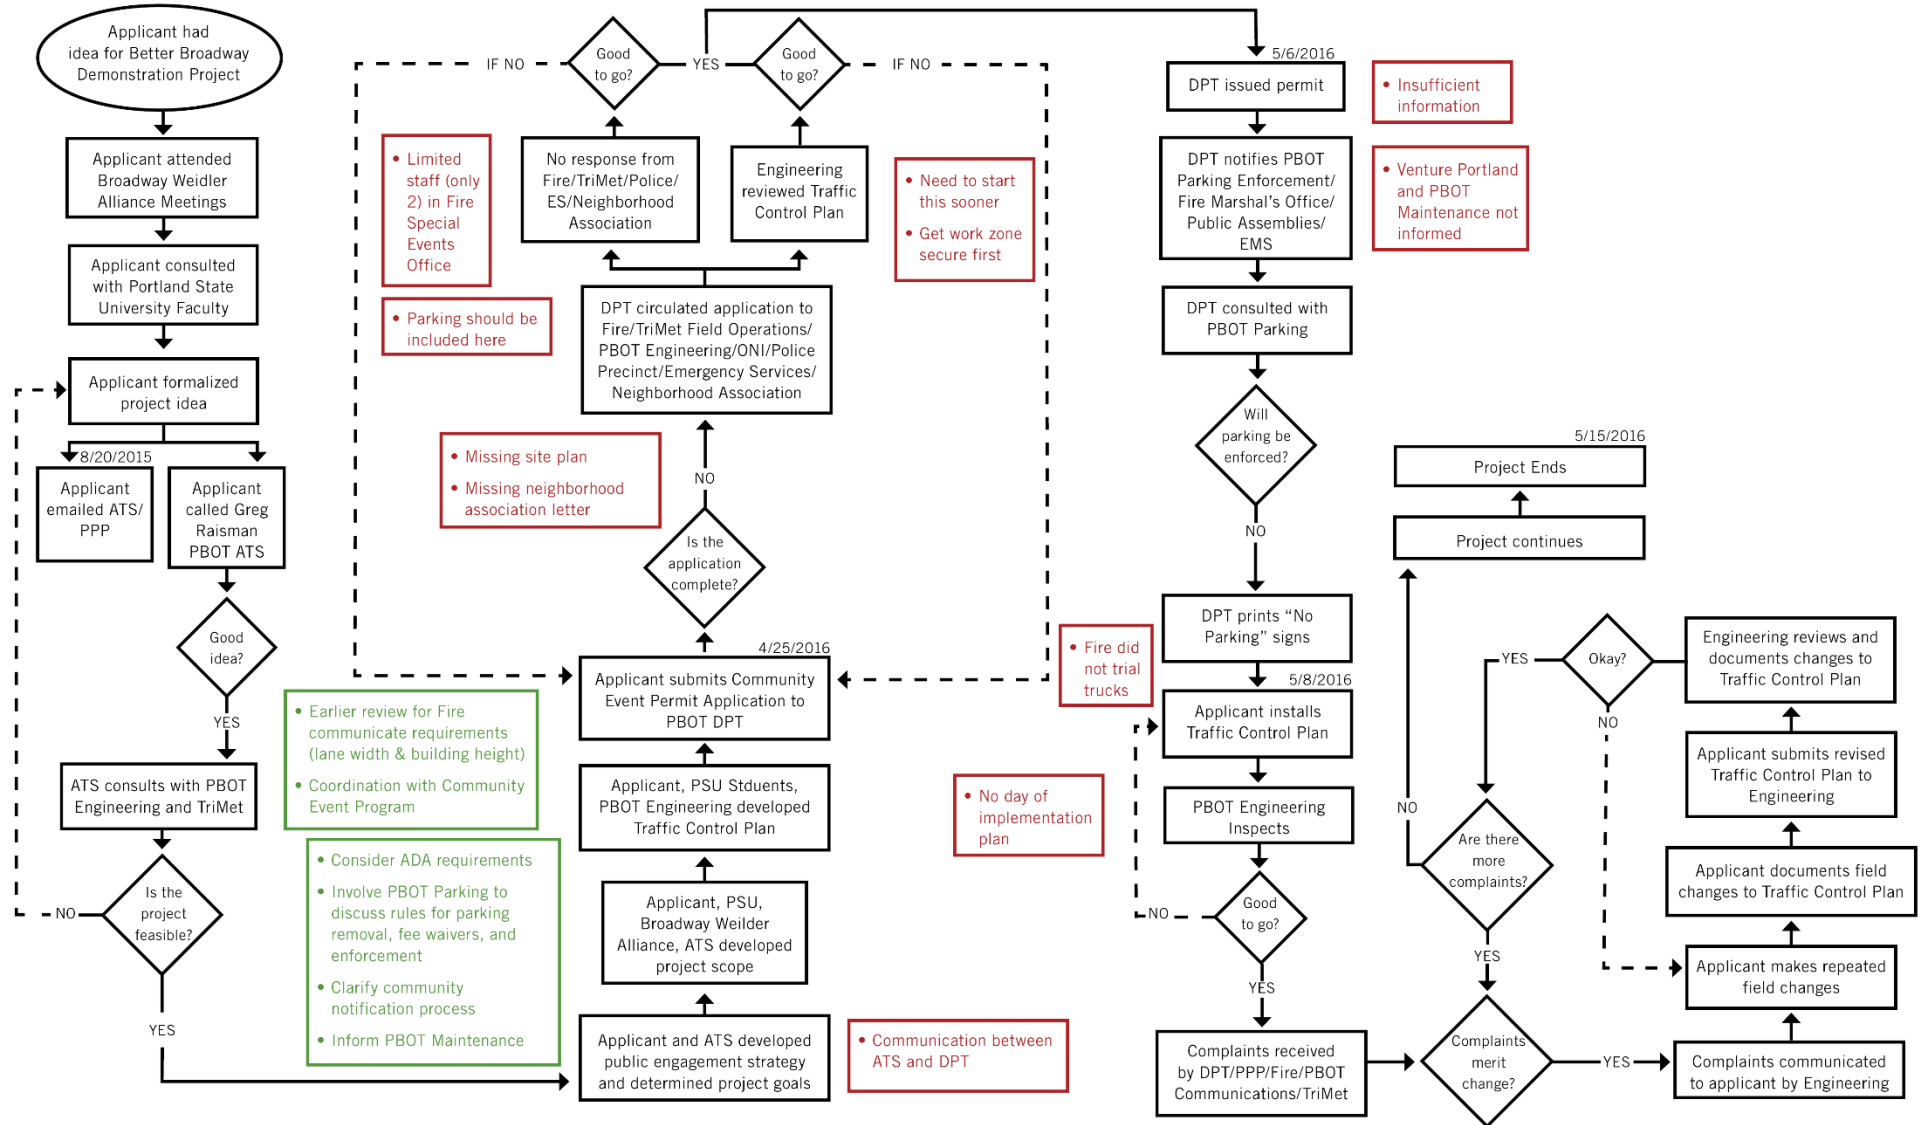 Applicant had
idea for Better Broadway
Demonstration Project
Applicant attended
Broadway Weidler
Alliance Meetings
Applicant consulted
with Portland State
University Faculty
Applicant formalized
project idea
8/20/2015
Applicant
emailed ATS/
PPP
Applicant
called Greg
Raisman
PBOT ATS
Good
idea?
YES
ATS consults with PBOT
Engineering and TriMet
Is the
project
feasible?
NO
YES
• Earlier review for Fire
communicate requirements
(lane width & building height)
• Coordination with Community
Event Program
• Consider ADA requirements
• Involve PBOT Parking to
discuss rules for parking
removal, fee waivers, and
enforcement
• Clarify community
notification process
• Inform PBOT Maintenance
Applicant and ATS developed
public engagement strategy
and determined project goals
• Communication between
ATS and DPT
Applicant, PSU,
Broadway Weilder
Alliance, ATS developed
project scope
Applicant, PSU Stduents,
PBOT Engineering developed
Traffic Control Plan
4/25/2016
Applicant submits Community
Event Permit Application to
PBOT DPT
Is the
application
complete?
NO
• Missing site plan
• Missing neighborhood
association letter
DPT circulated application to
Fire/TriMet Field Operations/
PBOT Engineering/ONI/Police
Precinct/Emergency Services/
Neighborhood Association
• Parking should be
included here
• Limited
staff (only
2) in Fire
Special
Events
Office
No response from
Fire/TriMet/Police/
ES/Neighborhood
Association
Engineering
reviewed Traffic
Control Plan
• Need to start
this sooner
• Get work zone
secure first
IF NO
Good
to go?
YES
Good
to go?
IF NO
5/6/2016
DPT issued permit
• Insufficient
information
DPT notifies PBOT
Parking Enforcement/
Fire Marshal's Office/
Public Assemblies/
EMS
• Venture Portland
and PBOT
Maintenance not
informed
DPT consulted with
PBOT Parking
Will
parking be
enforced?
NO
DPT prints “No
Parking” signs
• Fire did
not trial
trucks
5/8/2016
Applicant installs
Traffic Control Plan
• No day of
implementation
plan
PBOT Engineering
Inspects
Good
to go?
NO
YES
Complaints received
by DPT/PPP/Fire/PBOT
Communications/TriMet
Complaints
merit
change?
YES
Complaints communicated
to applicant by Engineering
Applicant makes repeated
field changes
Applicant documents field
changes to Traffic Control Plan
Applicant submits revised
Traffic Control Plan to
Engineering
Engineering reviews and
documents changes to
Traffic Control Plan
Okay?
NO
YES
Are there
more
complaints?
YES
NO
Project continues
5/15/2016
Project Ends